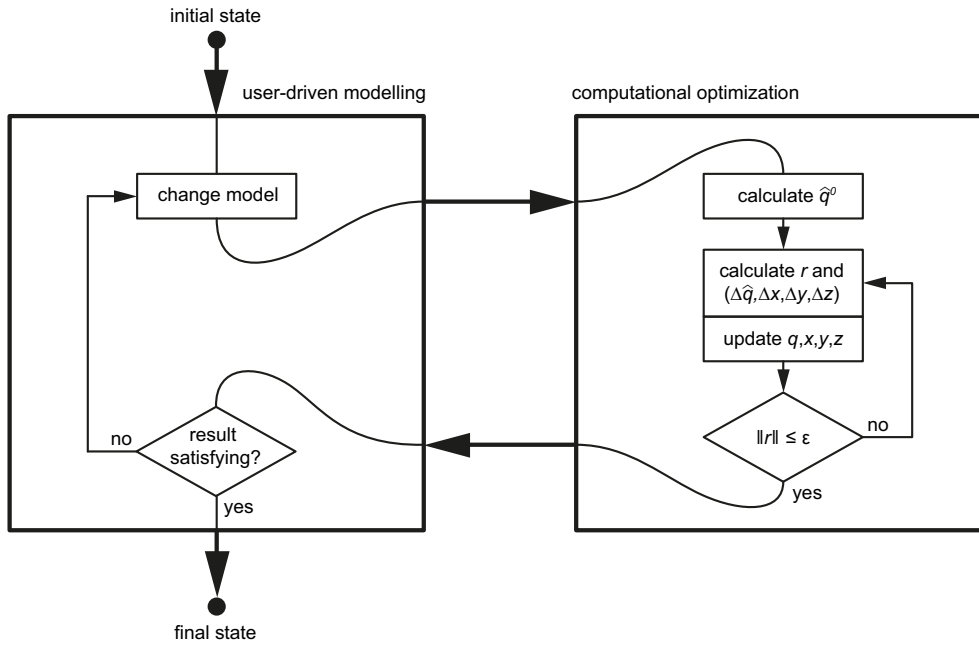 initial state
user-driven modelling
computational optimization
change model
calculate q̂⁰
calculate r and
(Δq̂,Δx,Δy,Δz)
update q,x,y,z
no
result
satisfying?
yes
‖r‖ ≤ ε
no
yes
final state